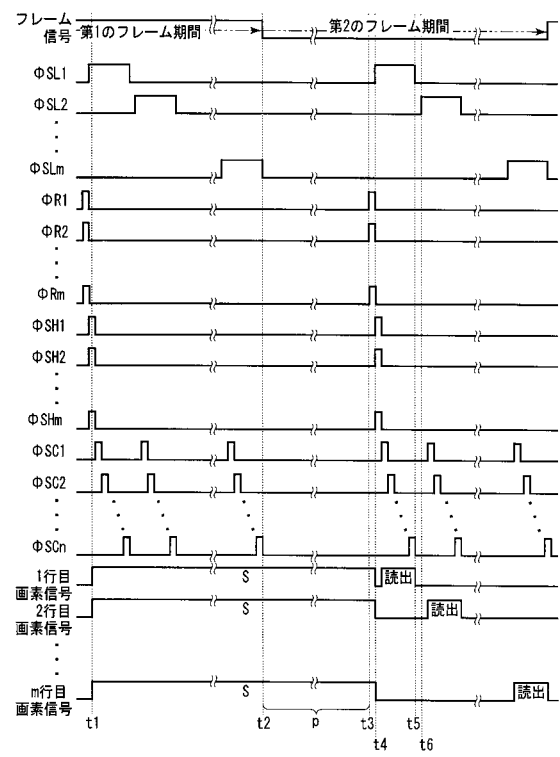 フレーム
信号
第1のフレーム期間
第2のフレーム期間
ΦSL1
ΦSL2
ΦSLm
ΦR1
ΦR2
ΦRm
ΦSH1
ΦSH2
ΦSHm
ΦSC1
ΦSC2
ΦSCn
1行目
画素信号
S
読出
2行目
画素信号
S
読出
m行目
画素信号
S
読出
t1
t2
p
t3
t5
t4
t6